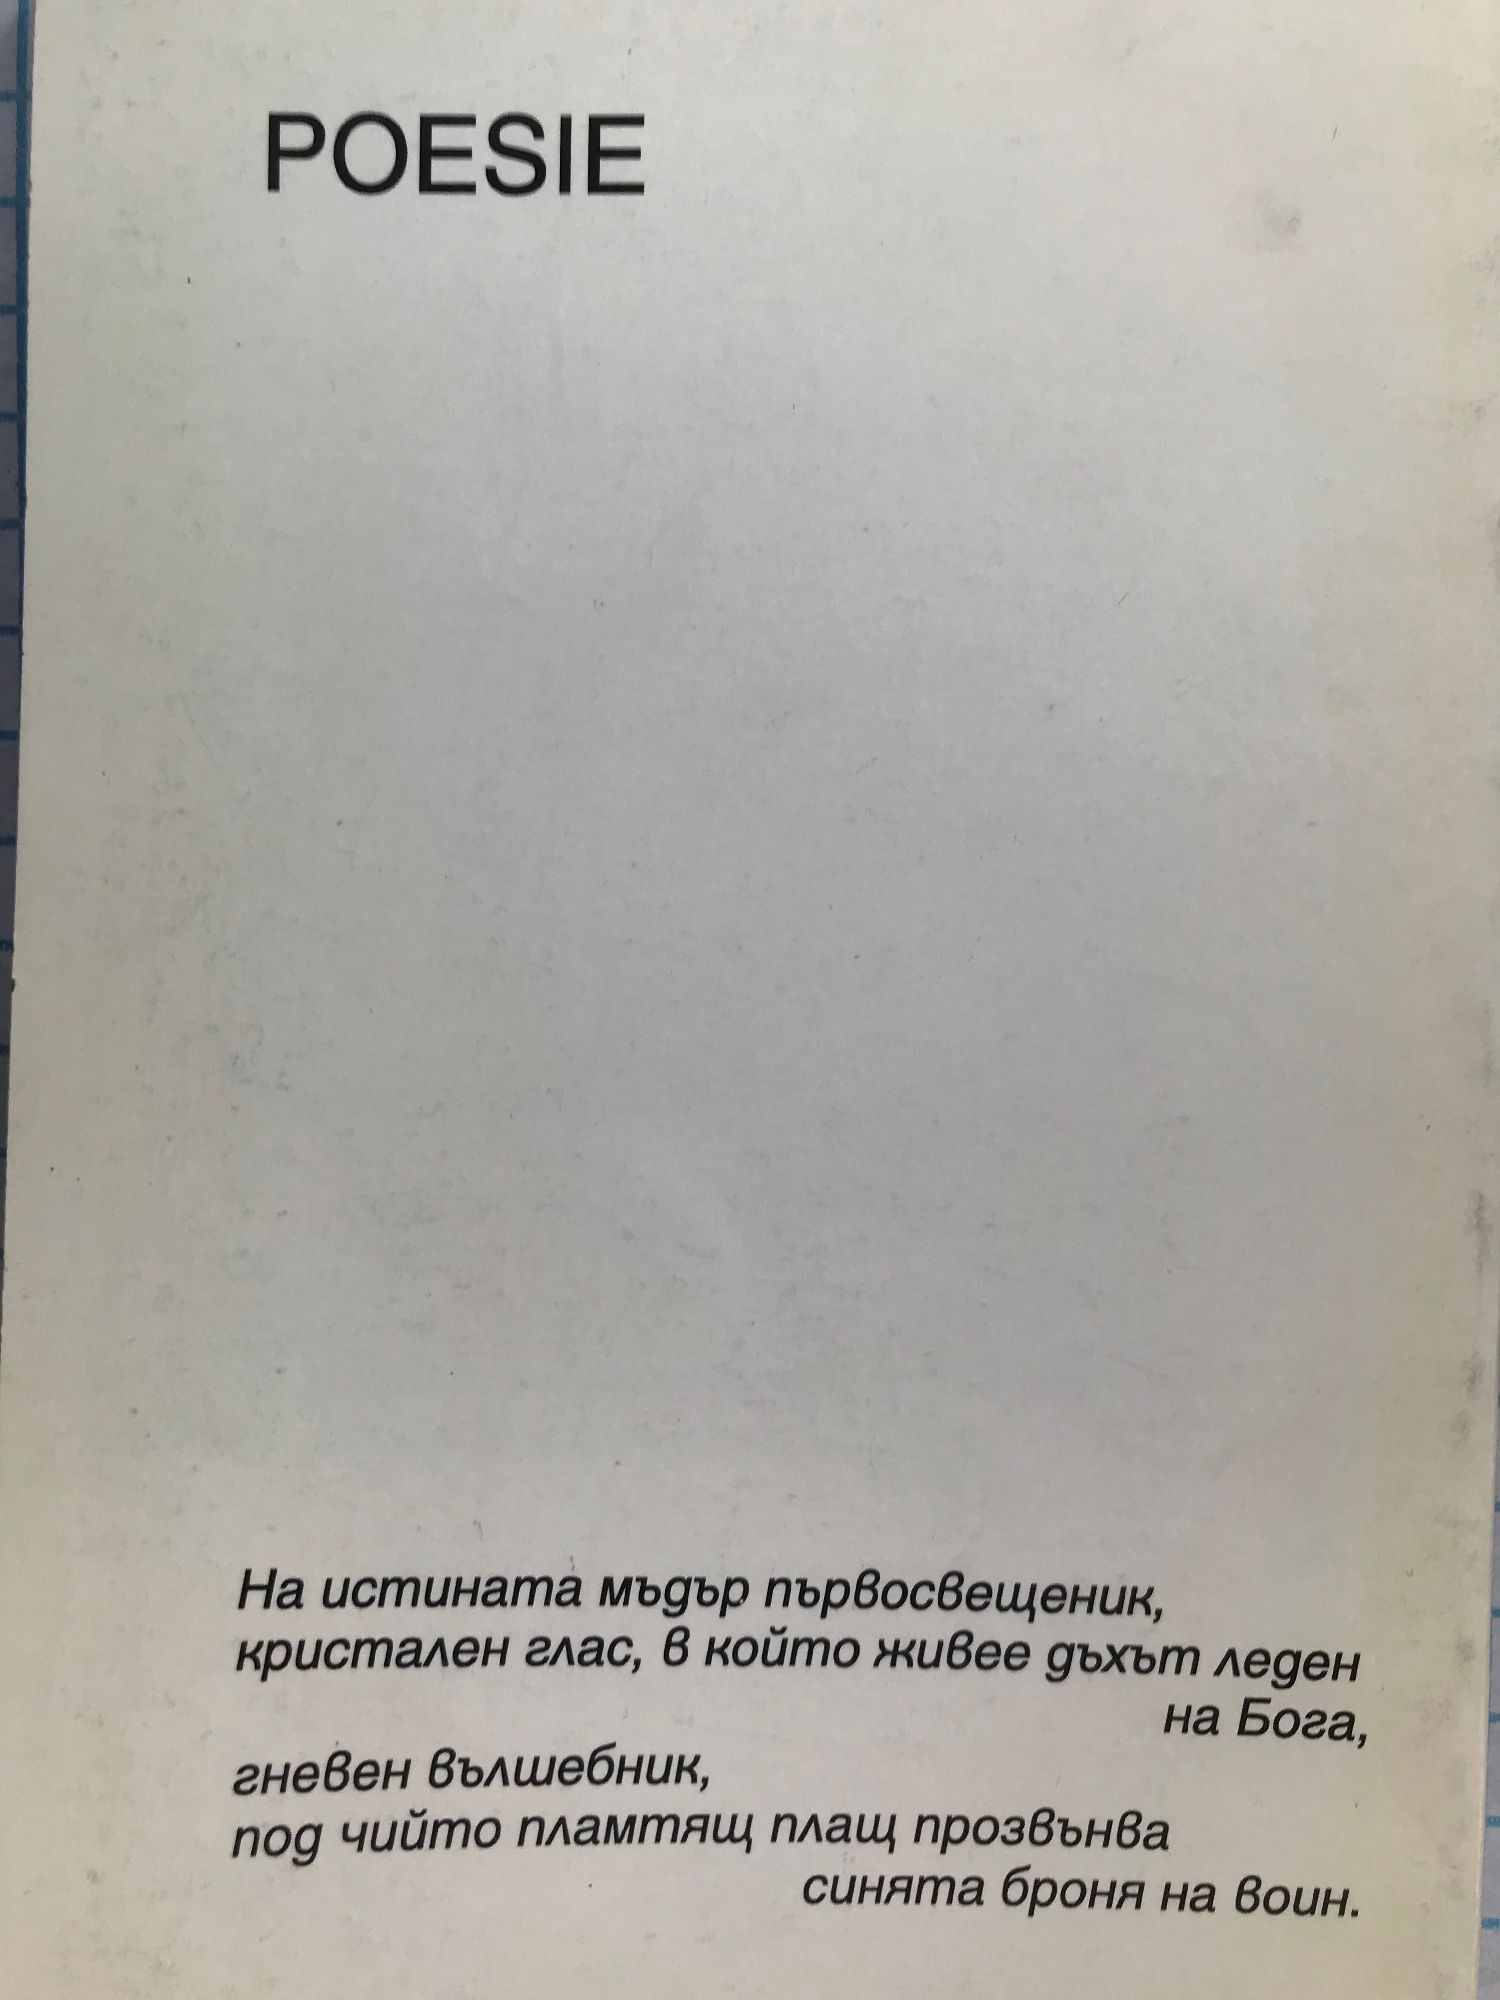 POESIE
На истината мъдър първосвещеник,
кристален глас, в който живее дъхът леден
на Бога,
гневен вълшебник,
под чийто пламтящ плащ прозвънва
синята броня на воин.